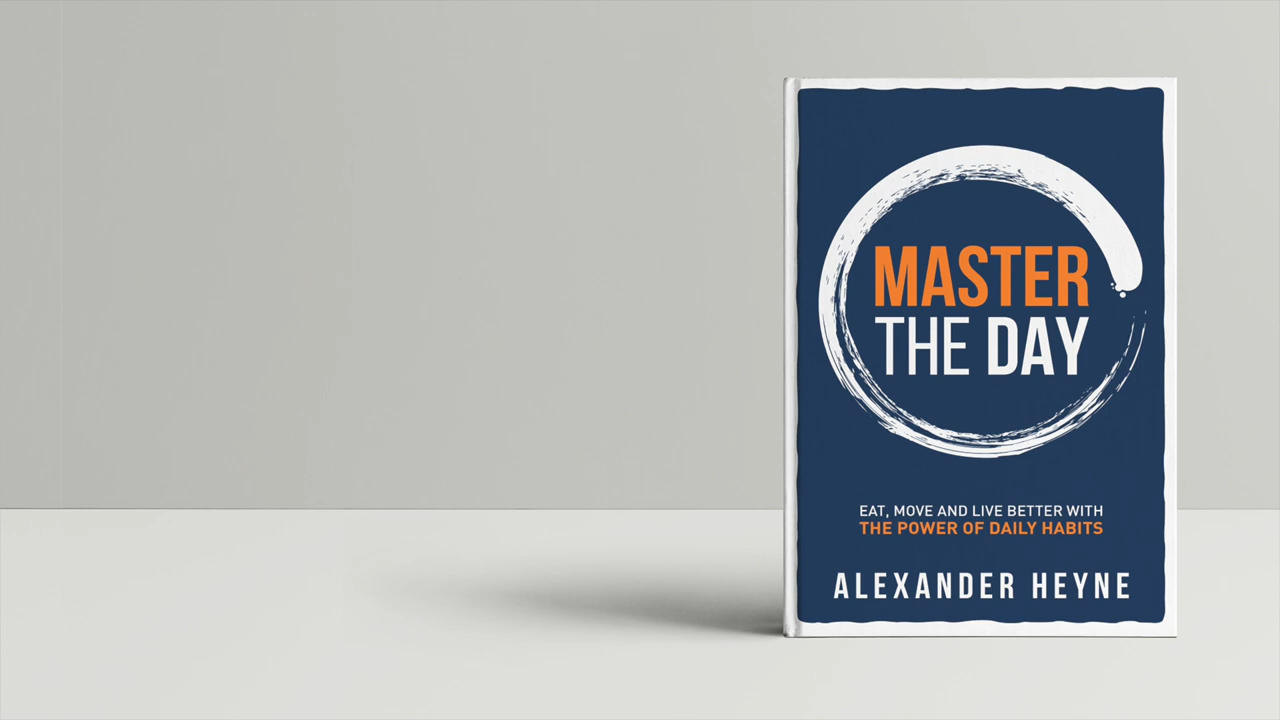 MASTER
THE DAY
EAT, MOVE AND LIVE BETTER WITH
THE POWER OF DAILY HABITS
ALEXANDER HEYNE